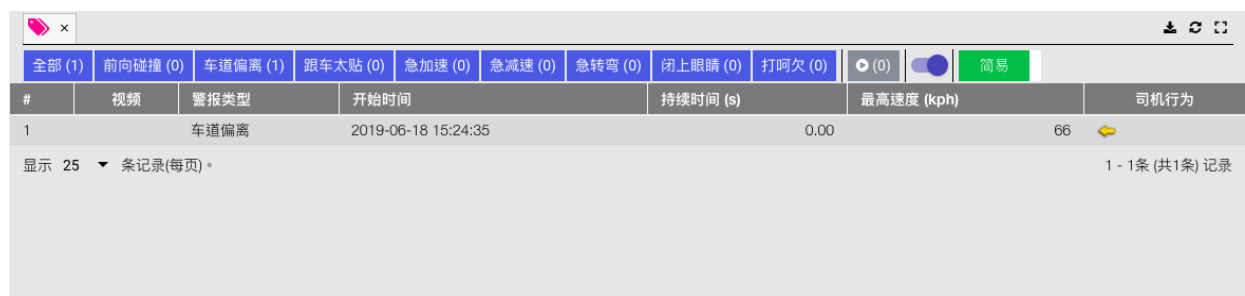 ×
全部 (1) 前向碰撞 (0) 车道偏离 (1) 跟车太贴 (0) 急加速 (0) 急减速 (0) 急转弯 (0) 闭上眼睛 (0) 打呵欠 (0) (0) 简易
# 视频 警报类型 开始时间 持续时间 (s) 最高速度 (kph) 司机行为
1 车道偏离 2019-06-18 15:24:35 0.00 66
显示 25 条记录(每页)。 1 - 1条 (共1条) 记录